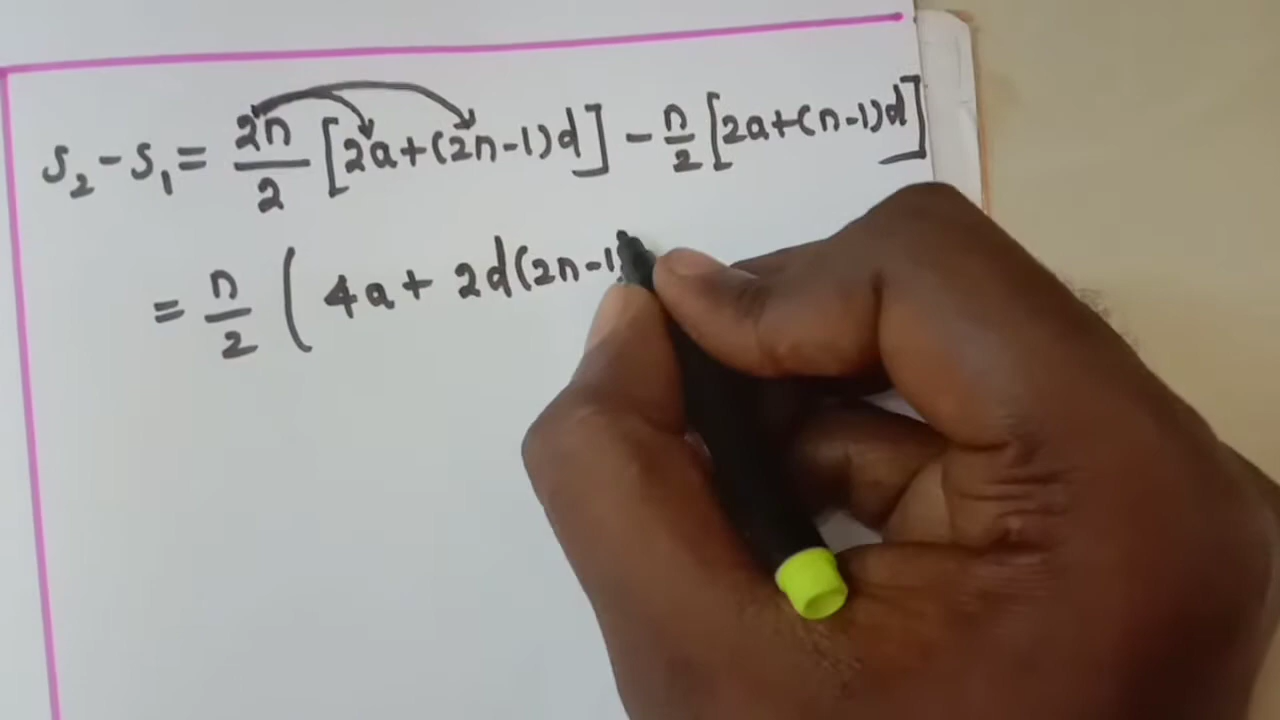 S₂ - S₁ = 2n/2 [2a+(2n-1)d] - n/2 [2a+(n-1)d]
= n/2 ( 4a + 2d(2n-1)